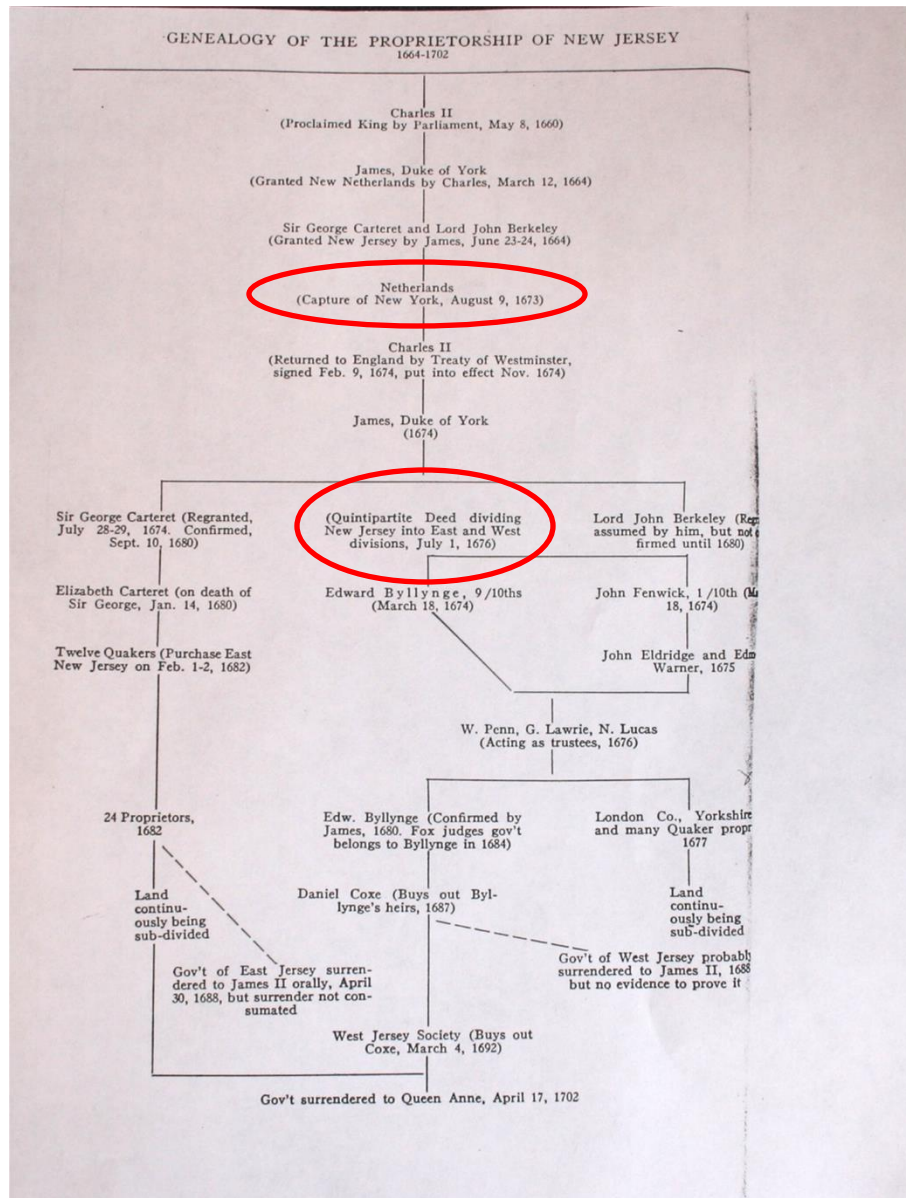 GENEALOGY OF THE PROPRIETORSHIP OF NEW JERSEY
1664-1702
Charles II
(Proclaimed King by Parliament, May 8, 1660)
James, Duke of York
(Granted New Netherlands by Charles, March 12, 1664)
Sir George Carteret and Lord John Berkeley
(Granted New Jersey by James, June 23-24, 1664)
Netherlands
(Capture of New York, August 9, 1673)
Charles II
(Returned to England by Treaty of Westminster,
signed Feb. 9, 1674, put into effect Nov. 1674)
James, Duke of York
(1674)
Sir George Carteret (Regranted,
July 28-29, 1674. Confirmed,
Sept. 10, 1680)
(Quintipartite Deed dividing
New Jersey into East and West
divisions, July 1, 1676)
Lord John Berkeley
assumed by him, but not
firmed until 1680)
Elizabeth Carteret (on death of
Sir George, Jan. 14, 1680)
Edward Byllynge, 9/10ths
(March 18, 1674)
John Fenwick, 1/10th
18, 1674)
Twelve Quakers (Purchase East
New Jersey on Feb. 1-2, 1682)
John Eldridge and
Warner, 1675
W. Penn, G. Lawrie, N. Lucas
(Acting as trustees, 1676)
24 Proprietors,
1682
Edw. Byllynge (Confirmed by
James, 1680. Fox judges gov't
belongs to Byllynge in 1684)
London Co., Yorkshire
and many Quaker propr
1677
Land
continu-
ously being
sub-divided
Daniel Coxe (Buys out Byl-
lynge's heirs, 1687)
Land
continu-
ously being
sub-divided
Gov't of East Jersey surren-
dered to James II orally, April
30, 1688, but surrender not con-
sumated
Gov't of West Jersey probabl
surrendered to James II, 1688
but no evidence to prove it
West Jersey Society (Buys out
Coxe, March 4, 1692)
Gov't surrendered to Queen Anne, April 17, 1702